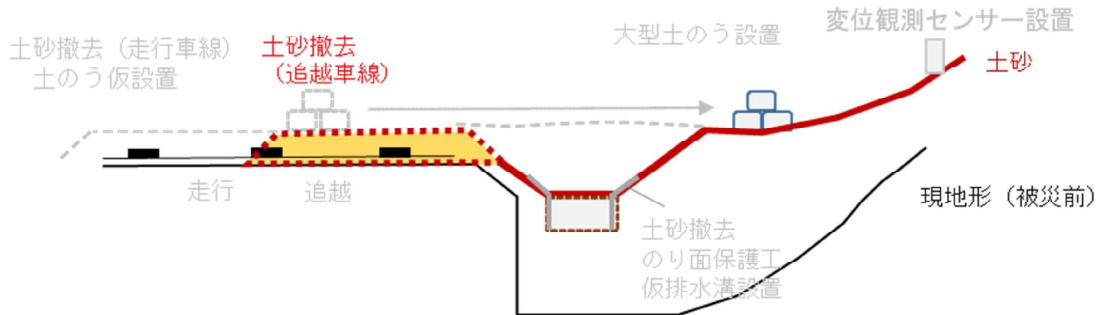 変位観測センサー設置
大型土のう設置
土砂撤去（走行車線）
土のう仮設置
土砂撤去
（追越車線）
土砂
走行
追越
現地形（被災前）
土砂撤去
のり面保護工
仮排水溝設置